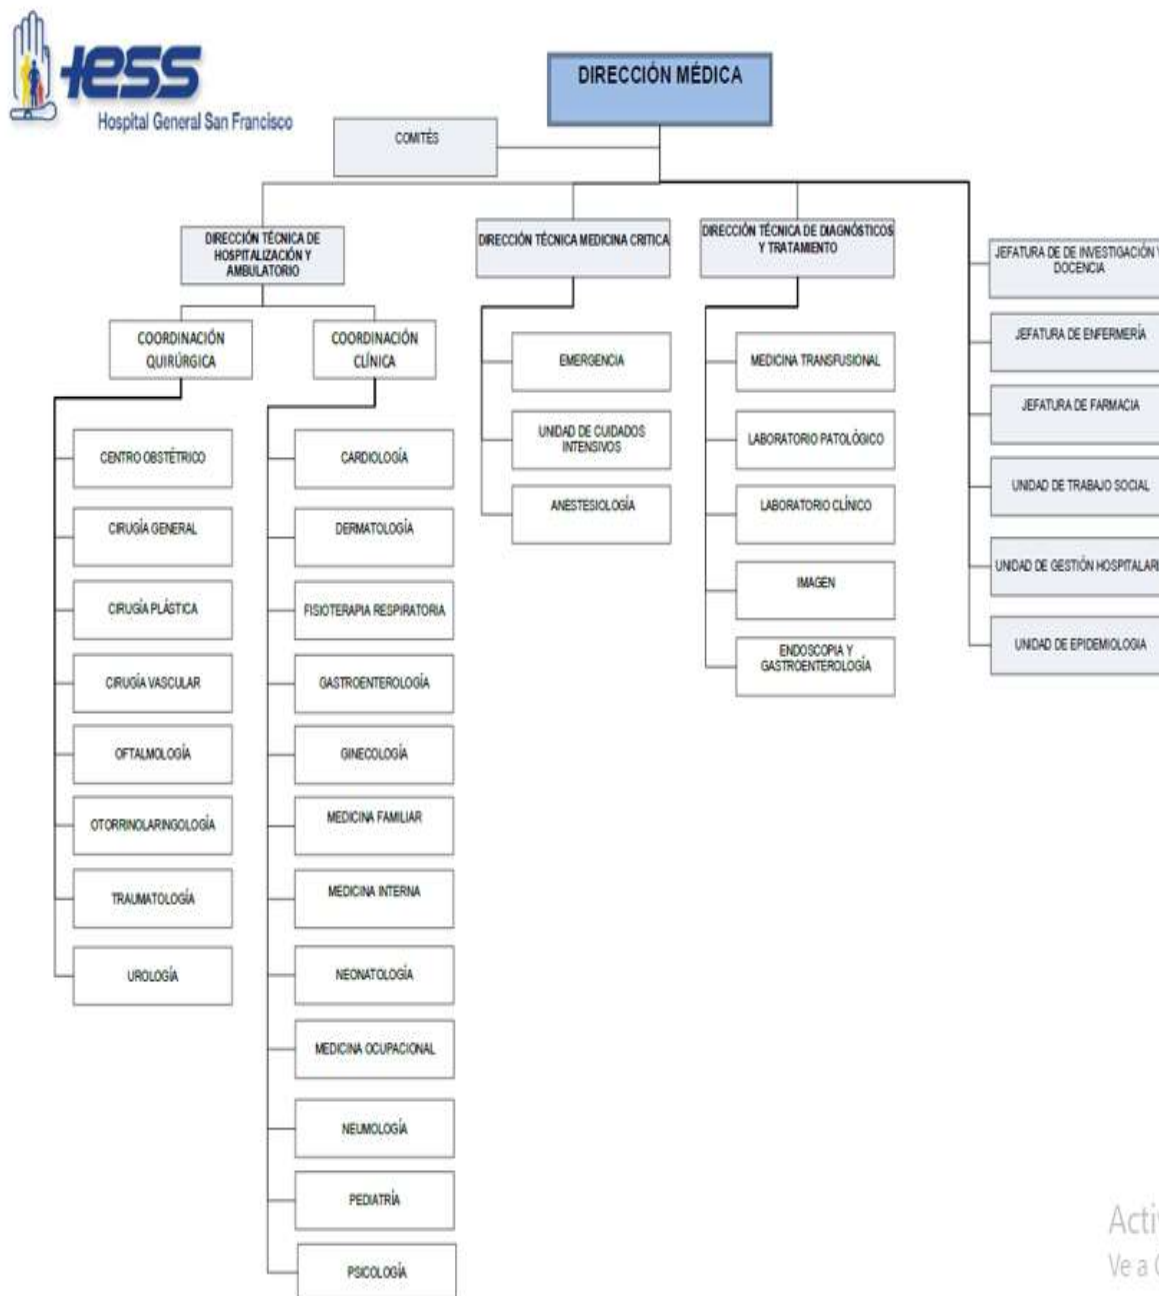 IESS
Hospital General San Francisco
DIRECCIÓN MÉDICA
COMITÉS
DIRECCIÓN TÉCNICA DE
HOSPITALIZACIÓN Y
AMBULATORIO
COORDINACIÓN
QUIRÚRGICA
CENTRO OBSTÉTRICO
CIRUGÍA GENERAL
CIRUGÍA PLÁSTICA
CIRUGÍA VASCULAR
OFTALMOLOGÍA
OTORRINOLARINGOLOGÍA
TRAUMATOLOGÍA
UROLOGÍA
COORDINACIÓN
CLÍNICA
CARDIOLOGÍA
DERMATOLOGÍA
FISIOTERAPIA RESPIRATORIA
GASTROENTEROLOGÍA
GINECOLOGÍA
MEDICINA FAMILIAR
MEDICINA INTERNA
NEONATOLOGÍA
MEDICINA OCUPACIONAL
NEUMOLOGÍA
PEDIATRÍA
PSICOLOGÍA
DIRECCIÓN TÉCNICA MEDICINA CRITICA
EMERGENCIA
UNIDAD DE CUIDADOS
INTENSIVOS
ANESTESIOLOGÍA
DIRECCIÓN TÉCNICA DE DIAGNÓSTICOS
Y TRATAMIENTO
MEDICINA TRANSFUSIONAL
LABORATORIO PATOLÓGICO
LABORATORIO CLÍNICO
IMAGEN
ENDOSCOPIA Y
GASTROENTEROLOGÍA
JEFATURA DE DE INVESTIGACIÓN Y
DOCENCIA
JEFATURA DE ENFERMERÍA
JEFATURA DE FARMACIA
UNIDAD DE TRABAJO SOCIAL
UNIDAD DE GESTIÓN HOSPITALARI
UNIDAD DE EPIDEMIOLOGIA
Acti
Ve a